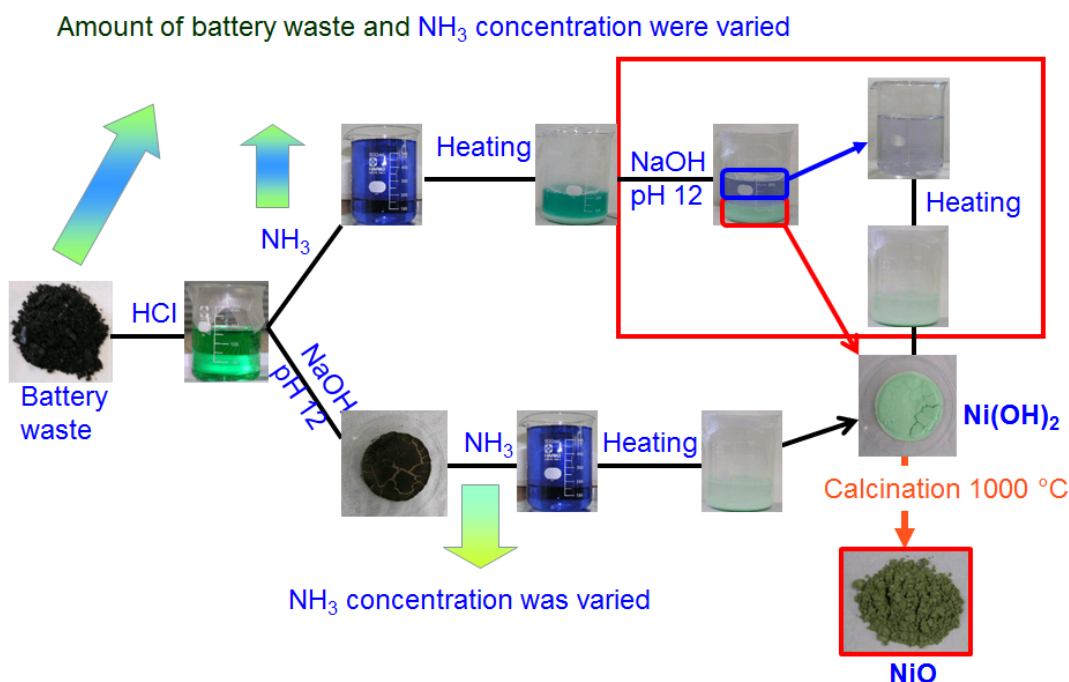 Amount of battery waste and NH₃ concentration were varied
Heating
NaOH
pH 12
Heating
NH₃
HCl
Battery
waste
NaOH
pH 12
NH₃
Heating
Ni(OH)₂
Calcination 1000 °C
NH₃ concentration was varied
NiO